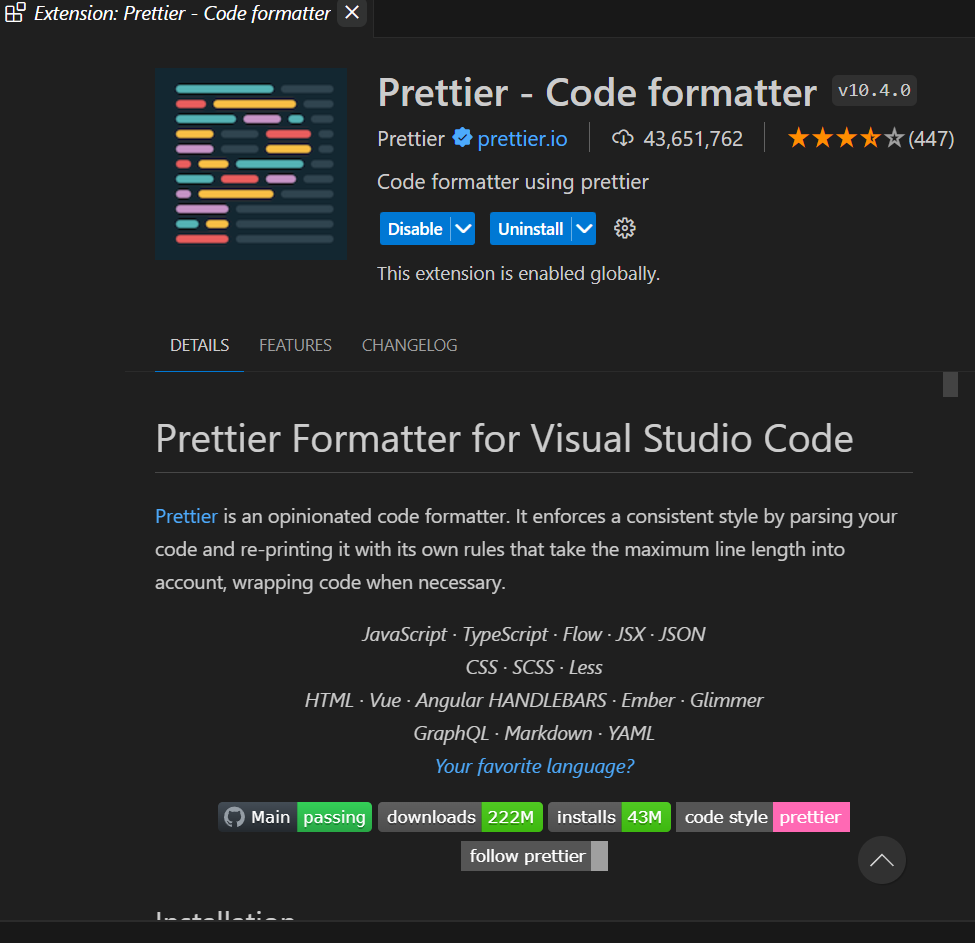 Extension: Prettier - Code formatter
Prettier - Code formatter v10.4.0
Prettier prettier.io 43,651,762 (447)
Code formatter using prettier
Disable Uninstall
This extension is enabled globally.
DETAILS FEATURES CHANGELOG
Prettier Formatter for Visual Studio Code
Prettier is an opinionated code formatter. It enforces a consistent style by parsing your
code and re-printing it with its own rules that take the maximum line length into
account, wrapping code when necessary.
JavaScript · TypeScript · Flow · JSX · JSON
CSS · SCSS · Less
HTML · Vue · Angular HANDLEBARS · Ember · Glimmer
GraphQL · Markdown · YAML
Your favorite language?
Main passing downloads 222M installs 43M code style prettier
follow prettier
Installation